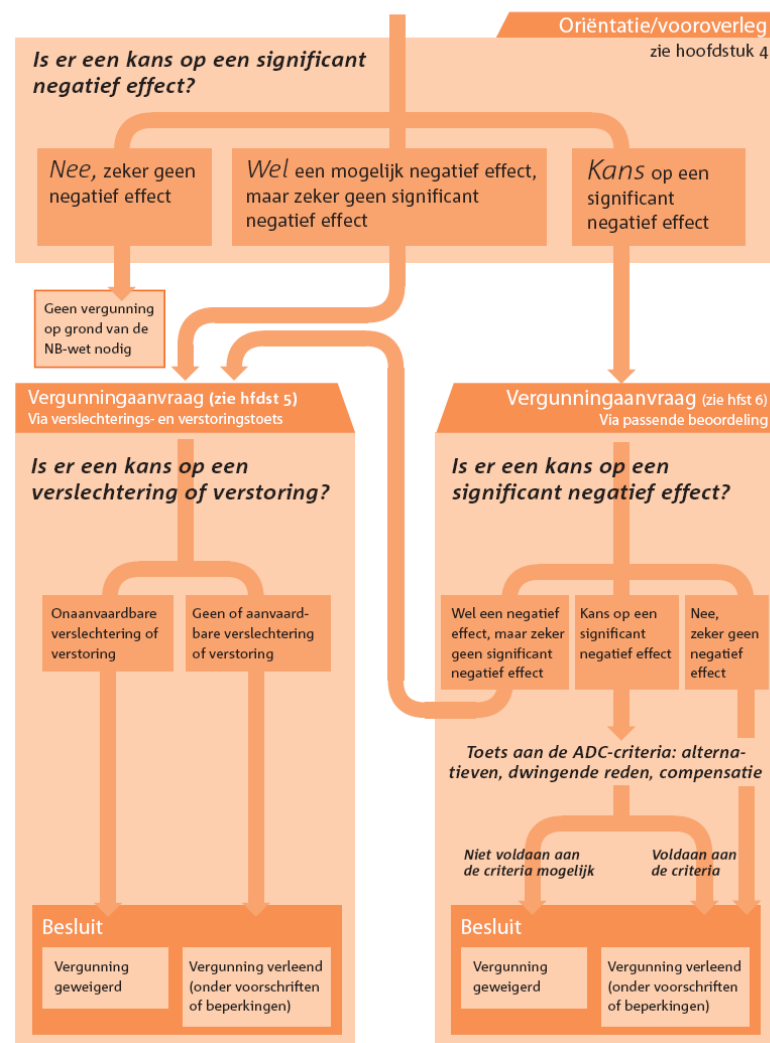 Oriëntatie/vooroverleg
zie hoofdstuk 4
Is er een kans op een significant
negatief effect?
Nee, zeker geen
negatief effect
Wel een mogelijk negatief effect,
maar zeker geen significant
negatief effect
Kans op een
significant
negatief effect
Geen vergunning
op grond van de
NB-wet nodig
Vergunningaanvraag (zie hfdst 5)
Via verslechterings- en verstoringstoets
Is er een kans op een
verslechtering of verstoring?
Onaanvaardbare
verslechtering of
verstoring
Geen of aanvaard-
bare verslechtering
of verstoring
Besluit
Vergunning
geweigerd
Vergunning verleend
(onder voorschriften
of beperkingen)
Vergunningaanvraag (zie hfst 6)
Via passende beoordeling
Is er een kans op een
significant negatief effect?
Wel een negatief
effect, maar zeker
geen significant
negatief effect
Kans op een
significant
negatief effect
Nee,
zeker geen
negatief
effect
Toets aan de ADC-criteria: alterna-
tieven, dwingende reden, compensatie
Niet voldaan aan
de criteria mogelijk
Voldaan aan
de criteria
Besluit
Vergunning
geweigerd
Vergunning verleend
(onder voorschriften
of beperkingen)